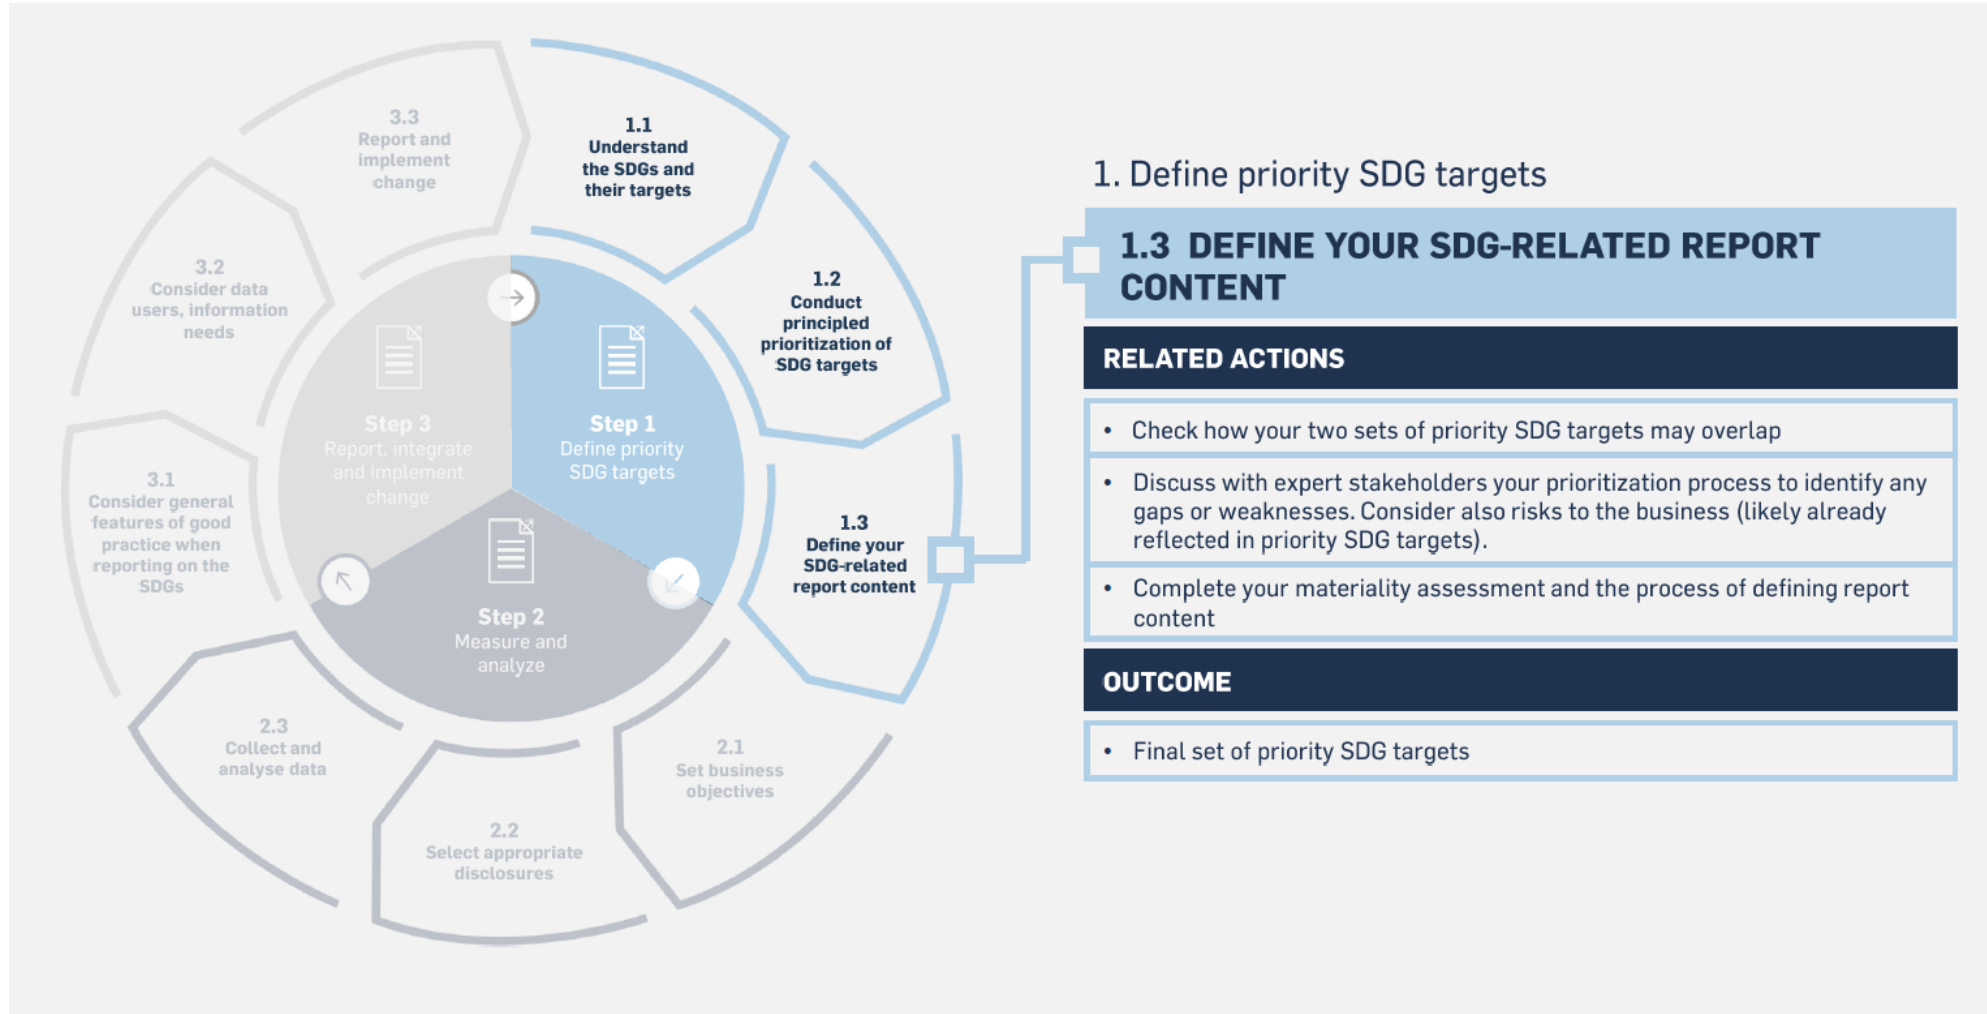 3.3
Report and
implement
change
1.1
Understand
the SDGs and
their targets
3.2
Consider data
users, information
needs
1.2
Conduct
principled
prioritization of
SDG targets
3.1
Consider general
features of good
practice when
reporting on the
SDGs
1.3
Define your
SDG-related
report content
2.3
Collect and
analyse data
2.1
Set business
objectives
2.2
Select appropriate
disclosures
Step 3
Report, integrate
and implement
change
Step 1
Define priority
SDG targets
Step 2
Measure and
analyze
1. Define priority SDG targets
1.3 DEFINE YOUR SDG-RELATED REPORT
CONTENT
RELATED ACTIONS
• Check how your two sets of priority SDG targets may overlap
• Discuss with expert stakeholders your prioritization process to identify any
gaps or weaknesses. Consider also risks to the business (likely already
reflected in priority SDG targets).
• Complete your materiality assessment and the process of defining report
content
OUTCOME
• Final set of priority SDG targets